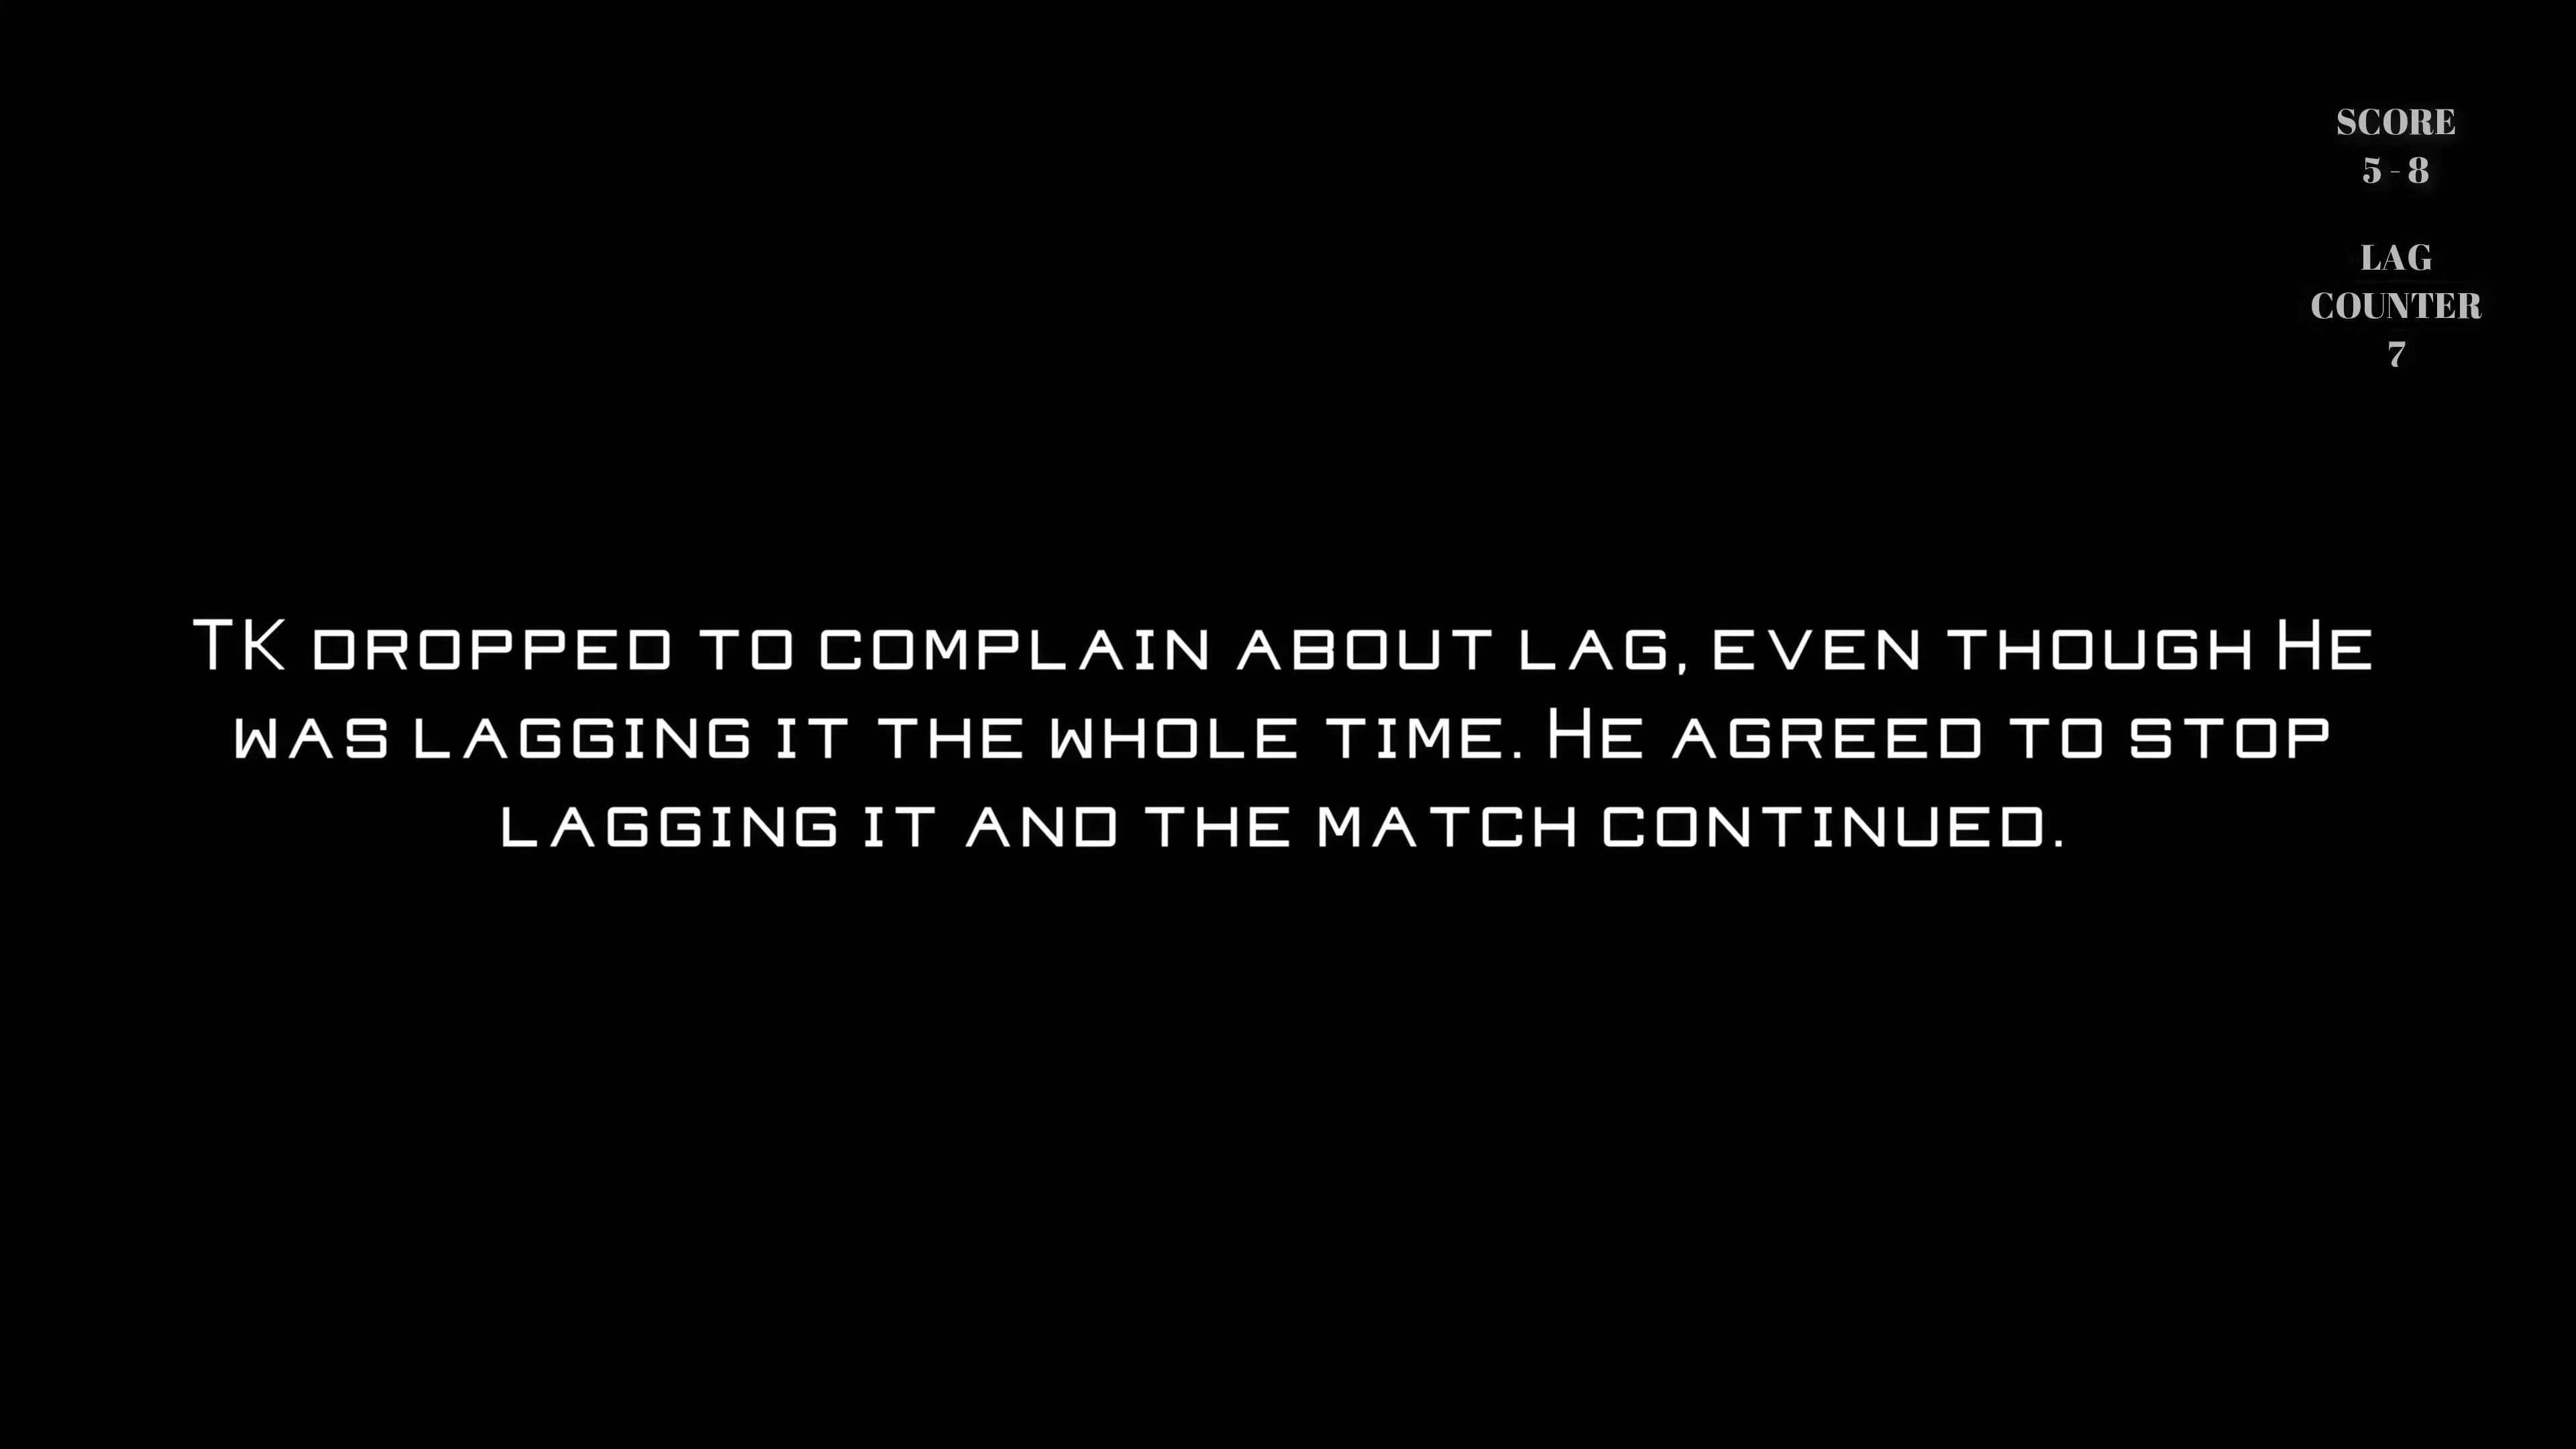 SCORE
5 - 8
LAG
COUNTER
7
TK DROPPED TO COMPLAIN ABOUT LAG, EVEN THOUGH HE
WAS LAGGING IT THE WHOLE TIME. HE AGREED TO STOP
LAGGING IT AND THE MATCH CONTINUED.